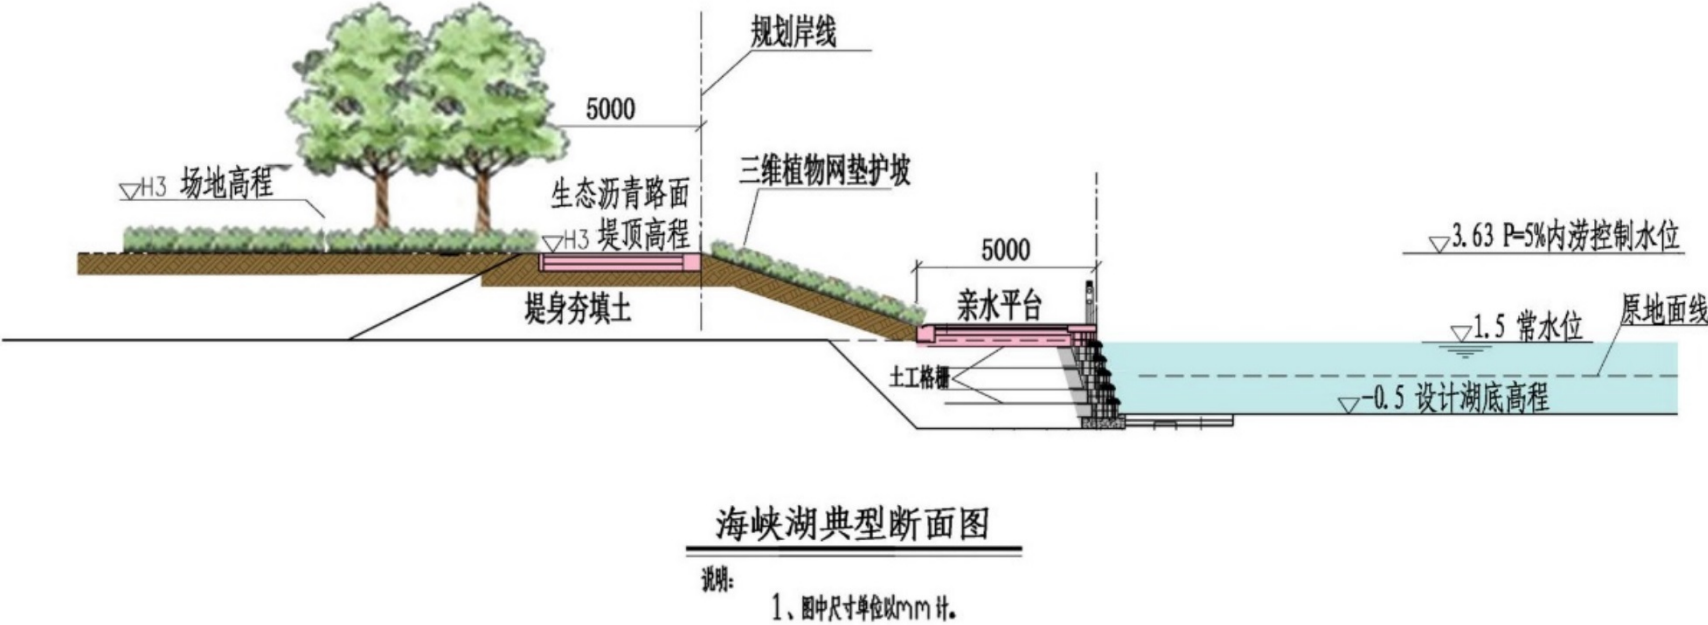 规划岸线
5000
三维植物网垫护坡
H3 场地高程
生态沥青路面
H3 堤顶高程
5000
3.63 P=5%内涝控制水位
堤身夯填土
亲水平台
1.5 常水位
原地面线
土工格栅
-0.5 设计湖底高程
海峡湖典型断面图
说明:
1、图中尺寸单位以mm计。